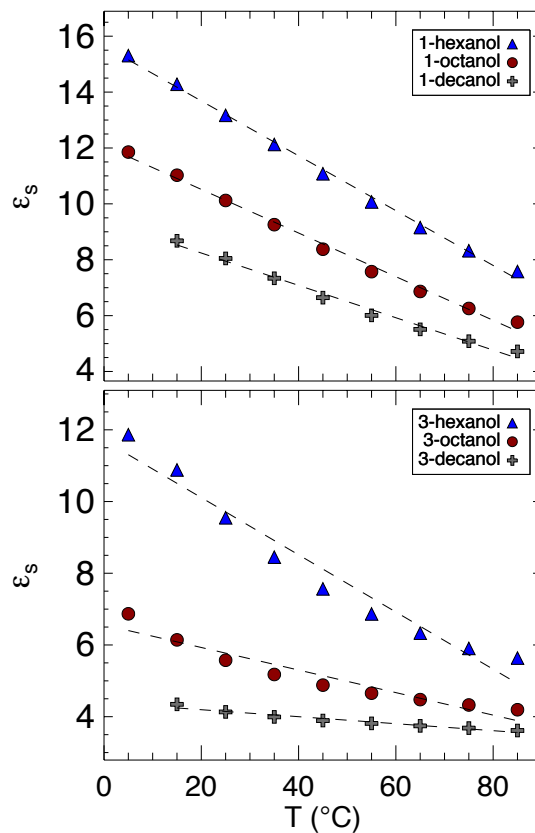 16
14
12
10
8
6
4
εs
1-hexanol
1-octanol
1-decanol
12
10
8
6
4
εs
3-hexanol
3-octanol
3-decanol
0 20 40 60 80
T (°C)